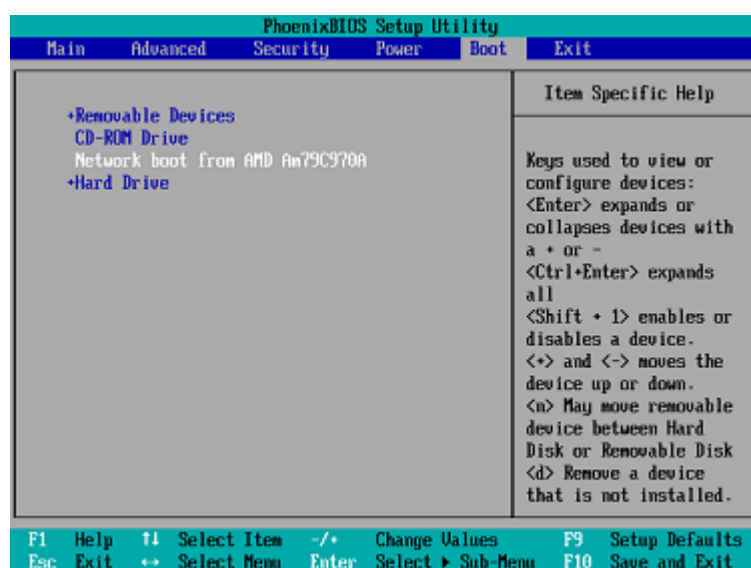 PhoenixBIOS Setup Utility
Main Advanced Security Power Boot Exit
+Removable Devices
CD-ROM Drive
Network boot from AMD Am79C970A
+Hard Drive
Item Specific Help
Keys used to view or
configure devices:
<Enter> expands or
collapses devices with
a + or -
<Ctrl+Enter> expands
all
<Shift + 1> enables or
disables a device.
<+> and <-> moves the
device up or down.
<n> May move removable
device between Hard
Disk or Removable Disk
<d> Remove a device
that is not installed.
F1 Help ↑↓ Select Item -/+ Change Values F9 Setup Defaults
Esc Exit ↔ Select Menu Enter Select ▶ Sub-Menu F10 Save and Exit